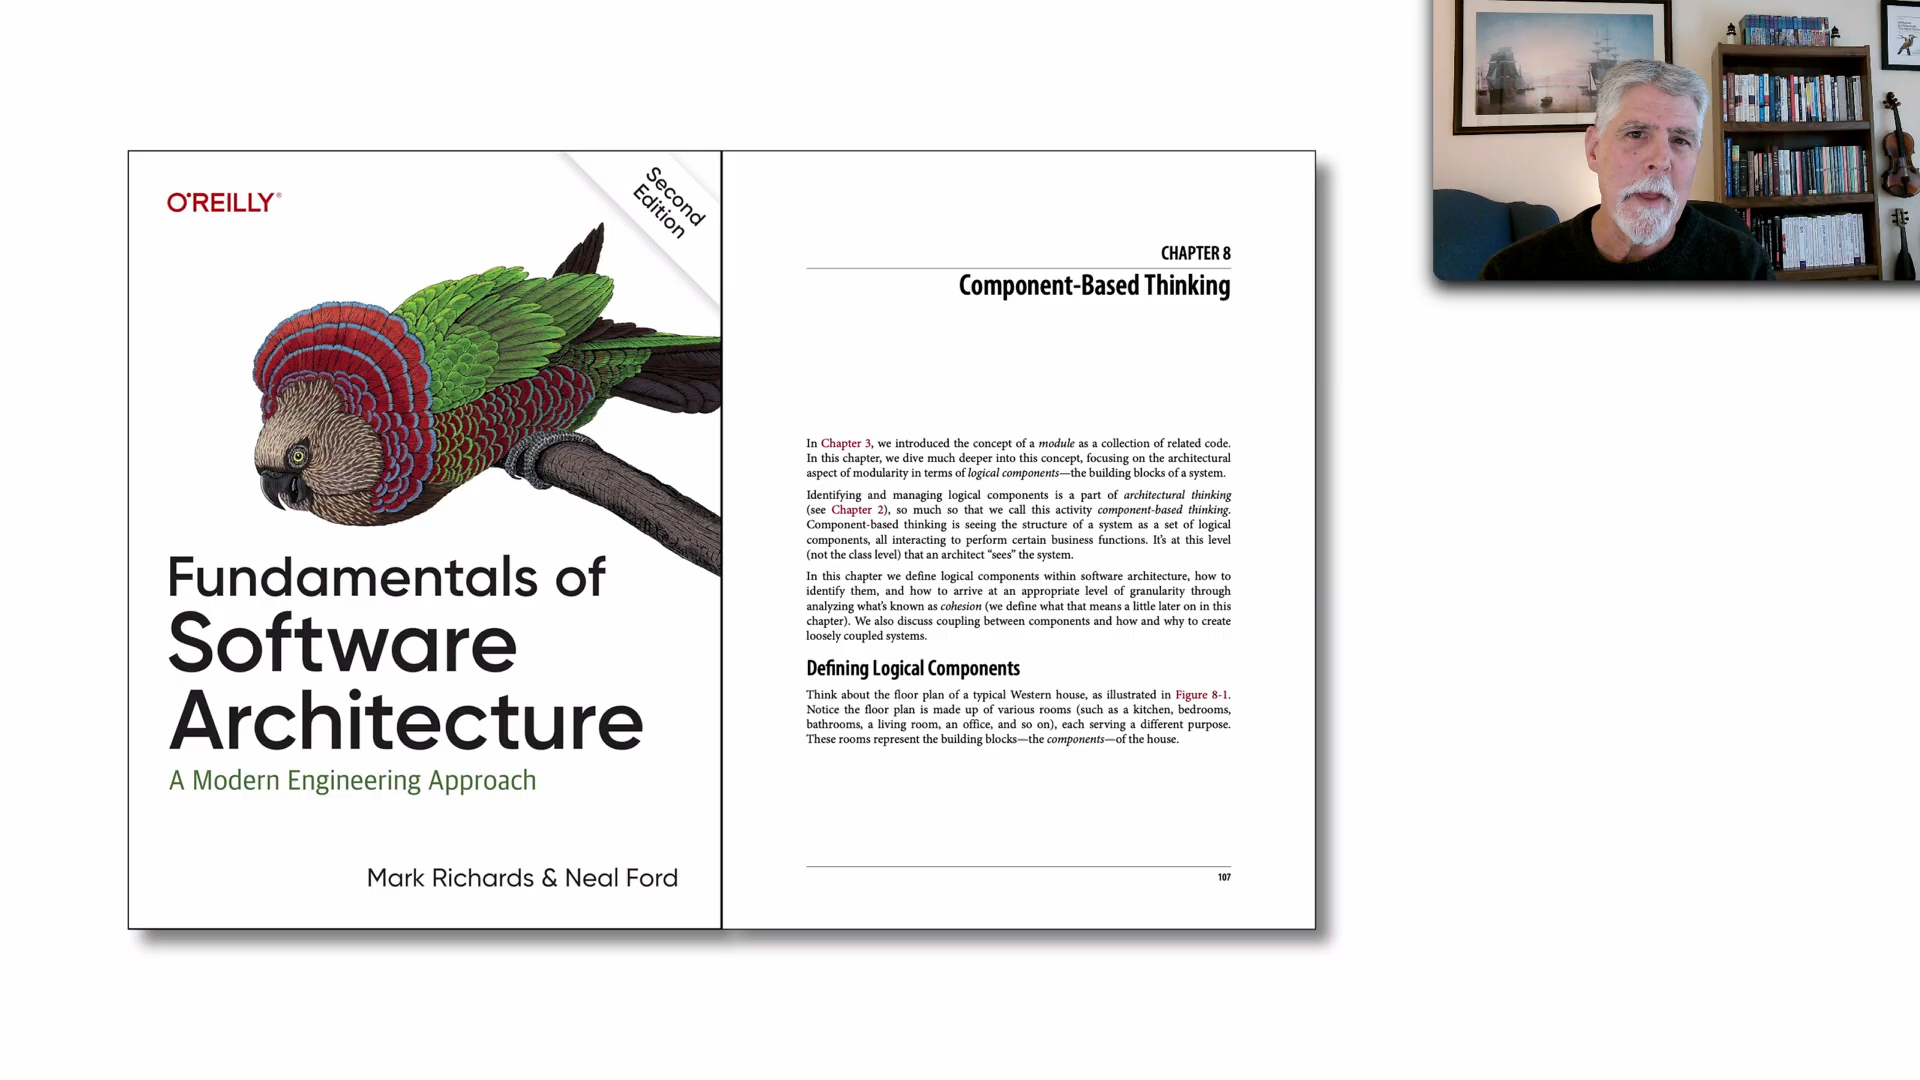 O'REILLY®
Second
Edition
Fundamentals of
Software
Architecture
A Modern Engineering Approach
Mark Richards & Neal Ford
CHAPTER 8
Component-Based Thinking
In Chapter 3, we introduced the concept of a module as a collection of related code.
In this chapter, we dive much deeper into this concept, focusing on the architectural
aspect of modularity in terms of logical components—the building blocks of a system.
Identifying and managing logical components is a part of architectural thinking
(see Chapter 2), so much so that we call this activity component-based thinking.
Component-based thinking is seeing the structure of a system as a set of logical
components, all interacting to perform certain business functions. It's at this level
(not the class level) that an architect “sees” the system.
In this chapter we define logical components within software architecture, how to
identify them, and how to arrive at an appropriate level of granularity through
analyzing what's known as cohesion (we define what that means a little later on in this
chapter). We also discuss coupling between components and how and why to create
loosely coupled systems.
Defining Logical Components
Think about the floor plan of a typical Western house, as illustrated in Figure 8-1.
Notice the floor plan is made up of various rooms (such as a kitchen, bedrooms,
bathrooms, a living room, an office, and so on), each serving a different purpose.
These rooms represent the building blocks—the components—of the house.
107